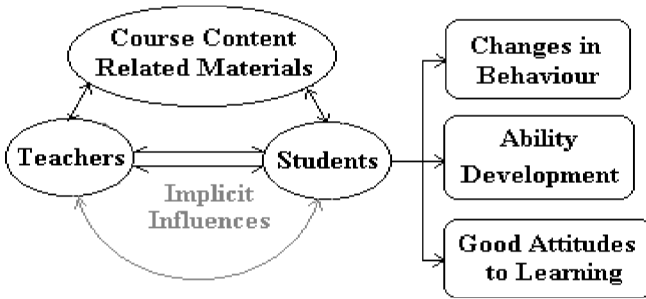 Course Content
Related Materials
Teachers
Students
Implicit
Influences
Changes in
Behaviour
Ability
Development
Good Attitudes
to Learning